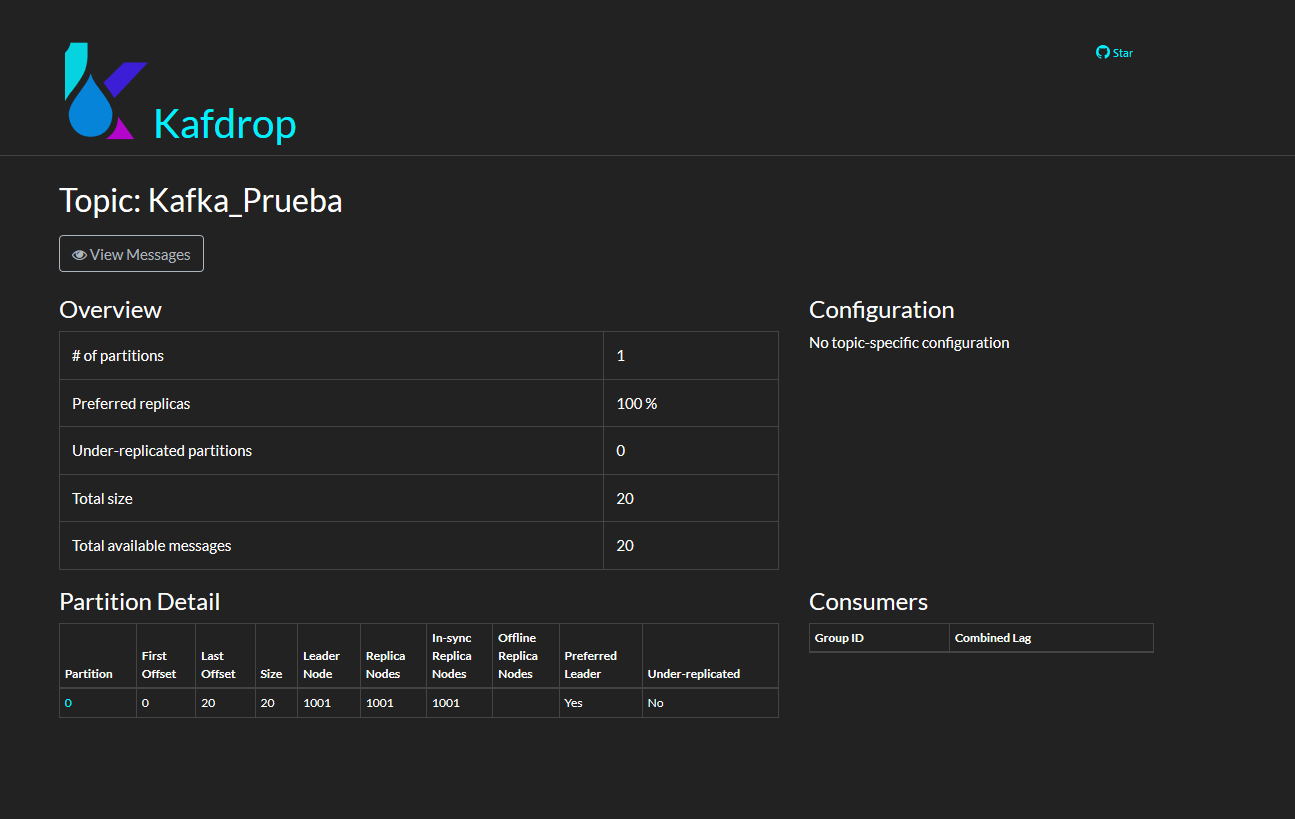 Star
Kafdrop
Topic: Kafka_Prueba
View Messages
Overview
# of partitions 1
Preferred replicas 100 %
Under-replicated partitions 0
Total size 20
Total available messages 20
Configuration
No topic-specific configuration
Partition Detail
Partition First Offset Last Offset Size Leader Node Replica Nodes In-sync Replica Nodes Offline Replica Nodes Preferred Leader Under-replicated
0 0 20 20 1001 1001 1001 Yes No
Consumers
Group ID Combined Lag